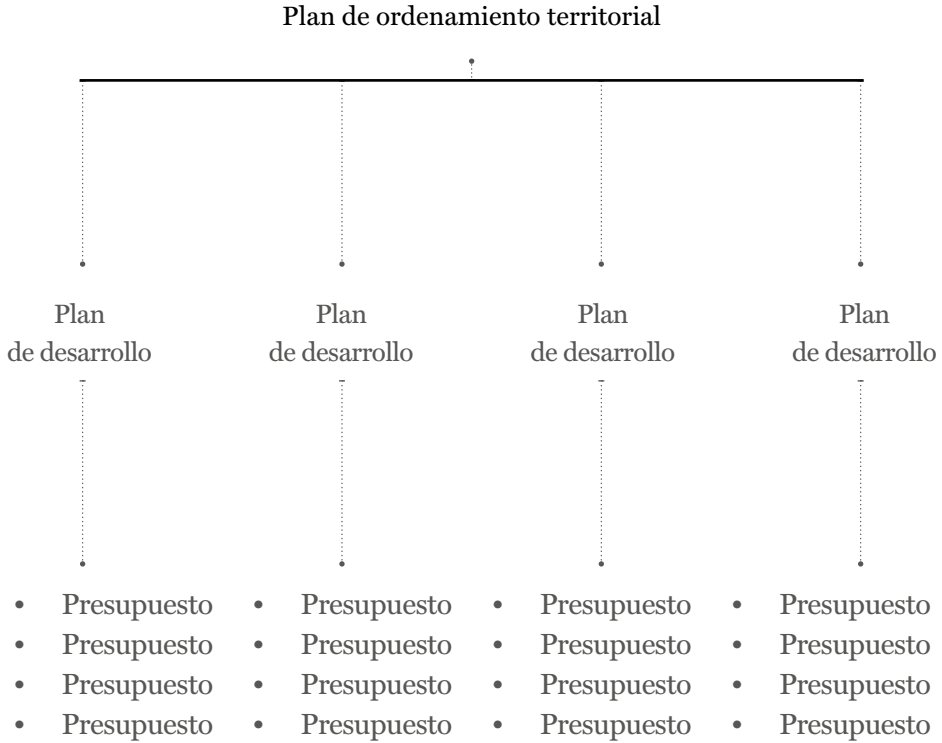 Plan de ordenamiento territorial
Plan Plan Plan Plan
de desarrollo de desarrollo de desarrollo de desarrollo
• Presupuesto • Presupuesto • Presupuesto • Presupuesto
• Presupuesto • Presupuesto • Presupuesto • Presupuesto
• Presupuesto • Presupuesto • Presupuesto • Presupuesto
• Presupuesto • Presupuesto • Presupuesto • Presupuesto